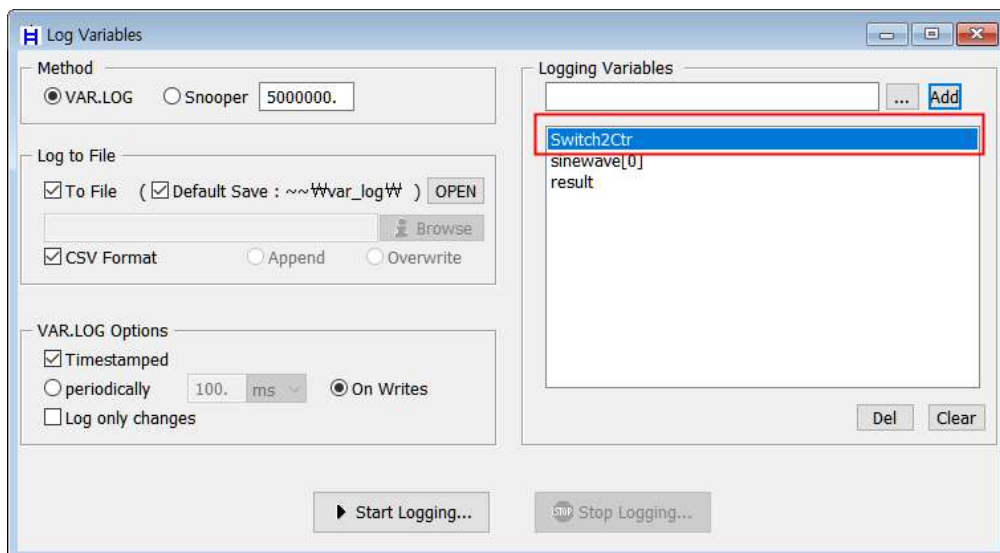 Log Variables
Method
VAR.LOG Snooper 5000000.
Log to File
To File ( Default Save : ~~₩var_log₩ ) OPEN
Browse
CSV Format Append Overwrite
VAR.LOG Options
Timestamped
periodically 100. ms On Writes
Log only changes
Logging Variables
... Add
Switch2Ctr
sinewave[0]
result
Del Clear
Start Logging...
STOP Stop Logging...